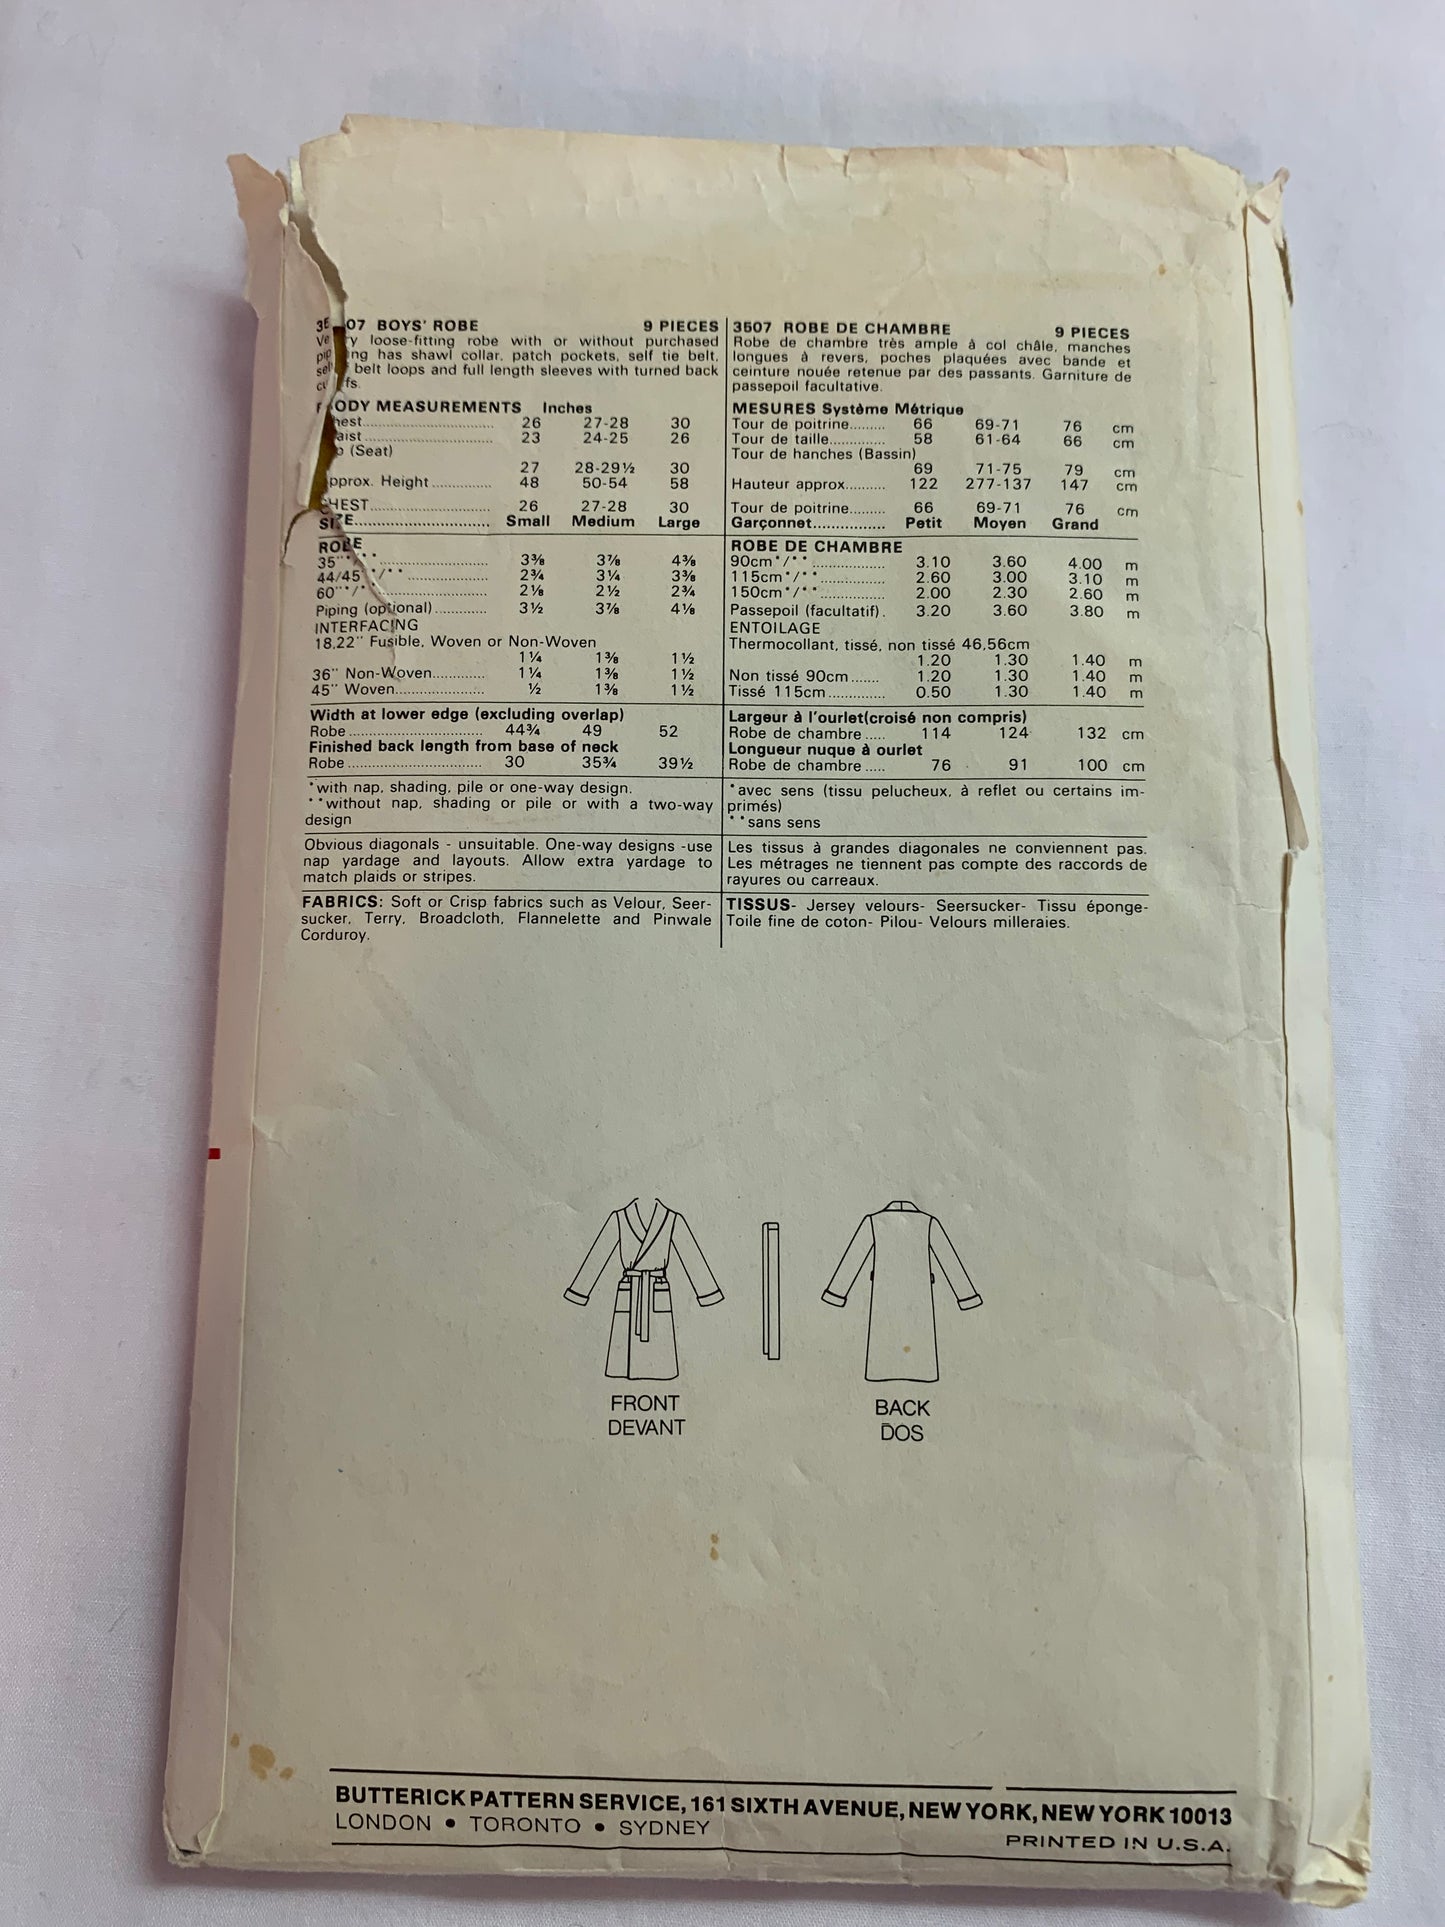 07 BOYS' ROBE 9 PIECES
ry loose-fitting robe with or without purchased
ing has shawl collar, patch pockets, self tie belt,
belt loops and full length sleeves with turned back
fs.
ODY MEASUREMENTS Inches
hest.............................. 26 27-28 30
aist.............................. 23 24-25 26
p (Seat)
27 28-29½ 30
pprox. Height.............. 48 50-54 58
CHEST........................... 26 27-28 30
SIZE............................ Small Medium Large
ROBE
35"*/**......................... 3⅜ 3⅞ 4⅜
44/45"*/**................... 2¾ 3¼ 3⅜
60"*/**......................... 2⅛ 2½ 2¾
Piping (optional)............ 3½ 3⅞ 4⅛
INTERFACING
18,22" Fusible, Woven or Non-Woven
1¼ 1⅜ 1½
36" Non-Woven............ 1¼ 1⅜ 1½
45" Woven.................... ½ 1⅜ 1½
Width at lower edge (excluding overlap)
Robe.............................. 44¾ 49 52
Finished back length from base of neck
Robe.............................. 30 35¾ 39½
*with nap, shading, pile or one-way design.
**without nap, shading or pile or with a two-way
design
Obvious diagonals - unsuitable. One-way designs -use
nap yardage and layouts. Allow extra yardage to
match plaids or stripes.
FABRICS: Soft or Crisp fabrics such as Velour, Seer-
sucker, Terry, Broadcloth, Flannelette and Pinwale
Corduroy.
3507 ROBE DE CHAMBRE 9 PIECES
Robe de chambre très ample à col châle, manches
longues à revers, poches plaquées avec bande et
ceinture nouée retenue par des passants. Garniture de
passepoil facultative.
MESURES Système Métrique
Tour de poitrine......... 66 69-71 76 cm
Tour de taille.............. 58 61-64 66 cm
Tour de hanches (Bassin)
69 71-75 79 cm
Hauteur approx.......... 122 277-137 147 cm
Tour de poitrine......... 66 69-71 76 cm
Garçonnet................ Petit Moyen Grand
ROBE DE CHAMBRE
90cm*/**.................. 3.10 3.60 4.00 m
115cm*/**................ 2.60 3.00 3.10 m
150cm*/**................ 2.00 2.30 2.60 m
Passepoil (facultatif). 3.20 3.60 3.80 m
ENTOILAGE
Thermocollant, tissé, non tissé 46,56cm
1.20 1.30 1.40 m
Non tissé 90cm....... 1.20 1.30 1.40 m
Tissé 115cm.............. 0.50 1.30 1.40 m
Largeur à l'ourlet(croisé non compris)
Robe de chambre..... 114 124 132 cm
Longueur nuque à ourlet
Robe de chambre..... 76 91 100 cm
*avec sens (tissu pelucheux, à reflet ou certains im-
primés)
**sans sens
Les tissus à grandes diagonales ne conviennent pas.
Les métrages ne tiennent pas compte des raccords de
rayures ou carreaux.
TISSUS- Jersey velours- Seersucker- Tissu éponge-
Toile fine de coton- Pilou- Velours milleraies.
FRONT
DEVANT
BACK
DOS
BUTTERICK PATTERN SERVICE, 161 SIXTH AVENUE, NEW YORK, NEW YORK 10013
LONDON • TORONTO • SYDNEY
PRINTED IN U.S.A.